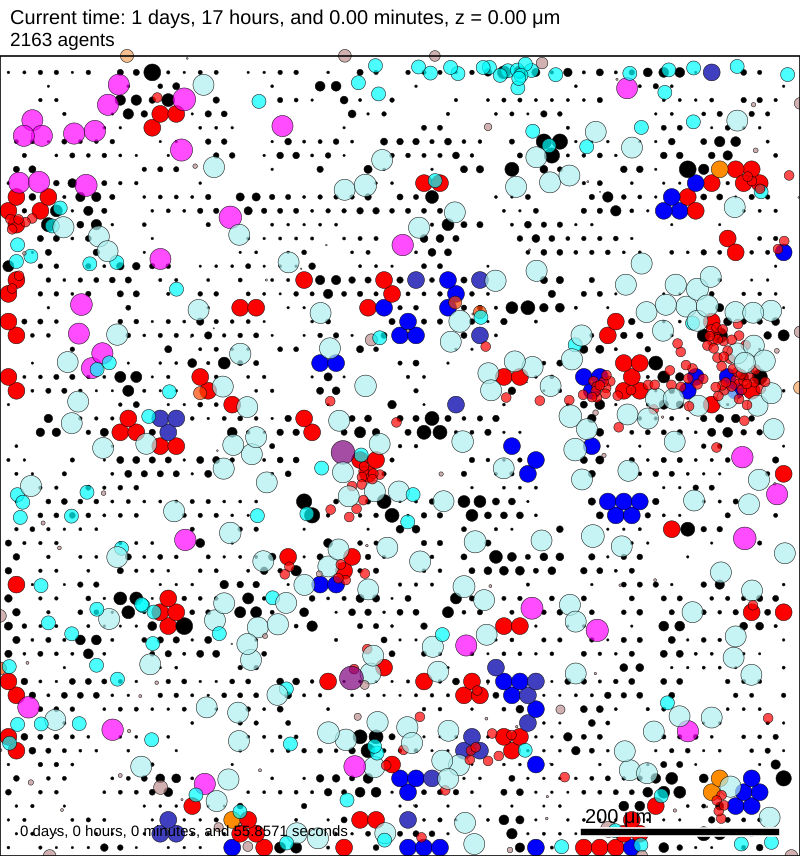 Current time: 1 days, 17 hours, and 0.00 minutes, z = 0.00 μm
2163 agents
200 μm
0 days, 0 hours, 0 minutes, and 55.8571 seconds